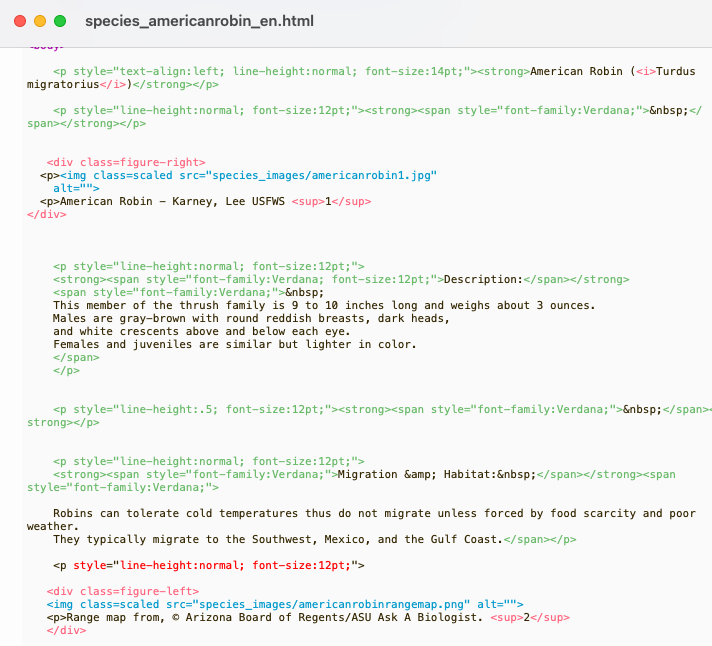 species_americanrobin_en.html
<body>
<p style="text-align:left; line-height:normal; font-size:14pt;"><strong>American Robin (<i>Turdus
migratorius</i>)</strong></p>
<p style="line-height:normal; font-size:12pt;"><strong><span style="font-family:Verdana;">&nbsp;</
span></strong></p>
<div class=figure-right>
<p><img class=scaled src="species_images/americanrobin1.jpg"
alt="">
<p>American Robin – Karney, Lee USFWS <sup>1</sup>
</div>
<p style="line-height:normal; font-size:12pt;">
<strong><span style="font-family:Verdana; font-size:12pt;">Description:</span></strong>
<span style="font-family:Verdana;">&nbsp;
This member of the thrush family is 9 to 10 inches long and weighs about 3 ounces.
Males are gray-brown with round reddish breasts, dark heads,
and white crescents above and below each eye.
Females and juveniles are similar but lighter in color.
</span>
</p>
<p style="line-height:.5; font-size:12pt;"><strong><span style="font-family:Verdana;">&nbsp;</span><
strong></p>
<p style="line-height:normal; font-size:12pt;">
<strong><span style="font-family:Verdana;">Migration &amp; Habitat:&nbsp;</span></strong><span
style="font-family:Verdana;">
Robins can tolerate cold temperatures thus do not migrate unless forced by food scarcity and poor
weather.
They typically migrate to the Southwest, Mexico, and the Gulf Coast.</span></p>
<p style="line-height:normal; font-size:12pt;">
<div class=figure-left>
<img class=scaled src="species_images/americanrobinrangemap.png" alt="">
<p>Range map from, © Arizona Board of Regents/ASU Ask A Biologist. <sup>2</sup>
</div>